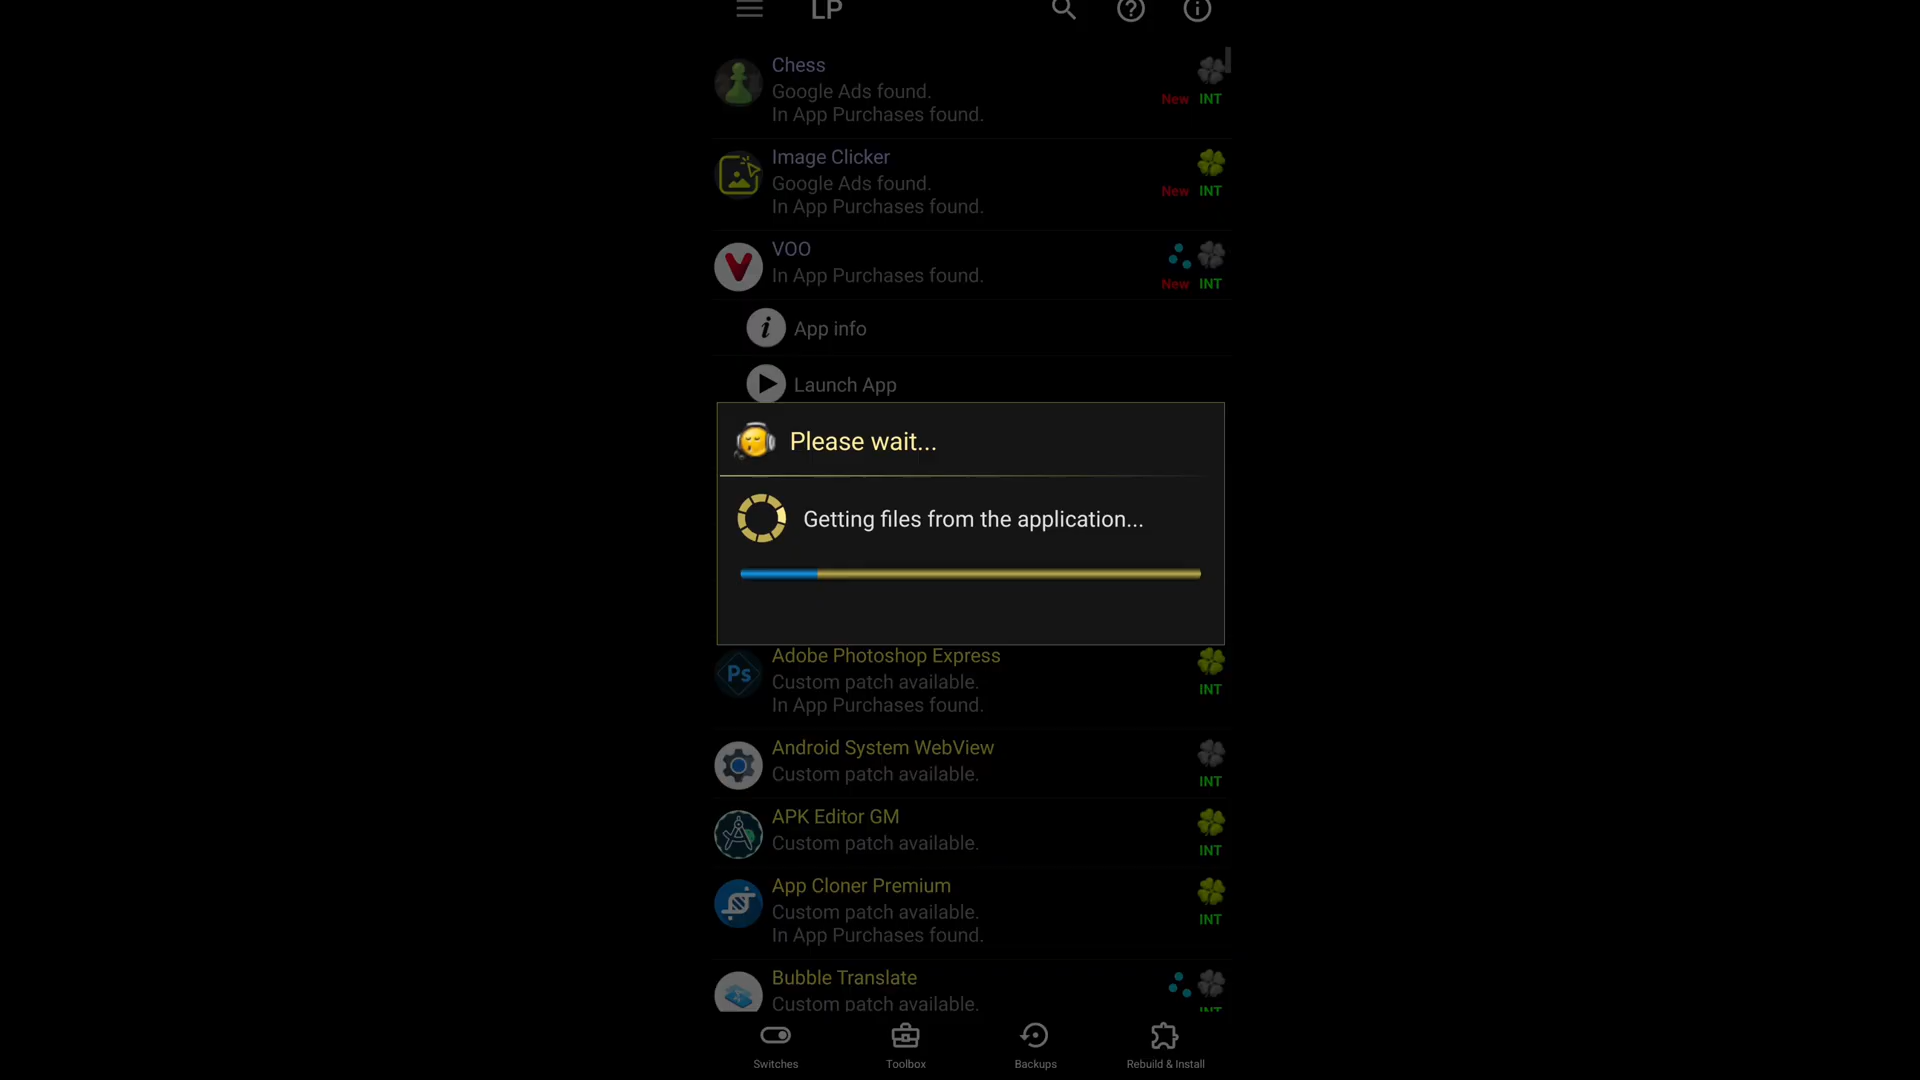 LP
Chess
Google Ads found.
In App Purchases found.
New INT
Image Clicker
Google Ads found.
In App Purchases found.
New INT
VOO
In App Purchases found.
New INT
App info
Launch App
Please wait...
Getting files from the application...
Adobe Photoshop Express
Custom patch available.
In App Purchases found.
INT
Android System WebView
Custom patch available.
INT
APK Editor GM
Custom patch available.
INT
App Cloner Premium
Custom patch available.
In App Purchases found.
INT
Bubble Translate
Custom patch available.
INT
Switches
Toolbox
Backups
Rebuild & Install